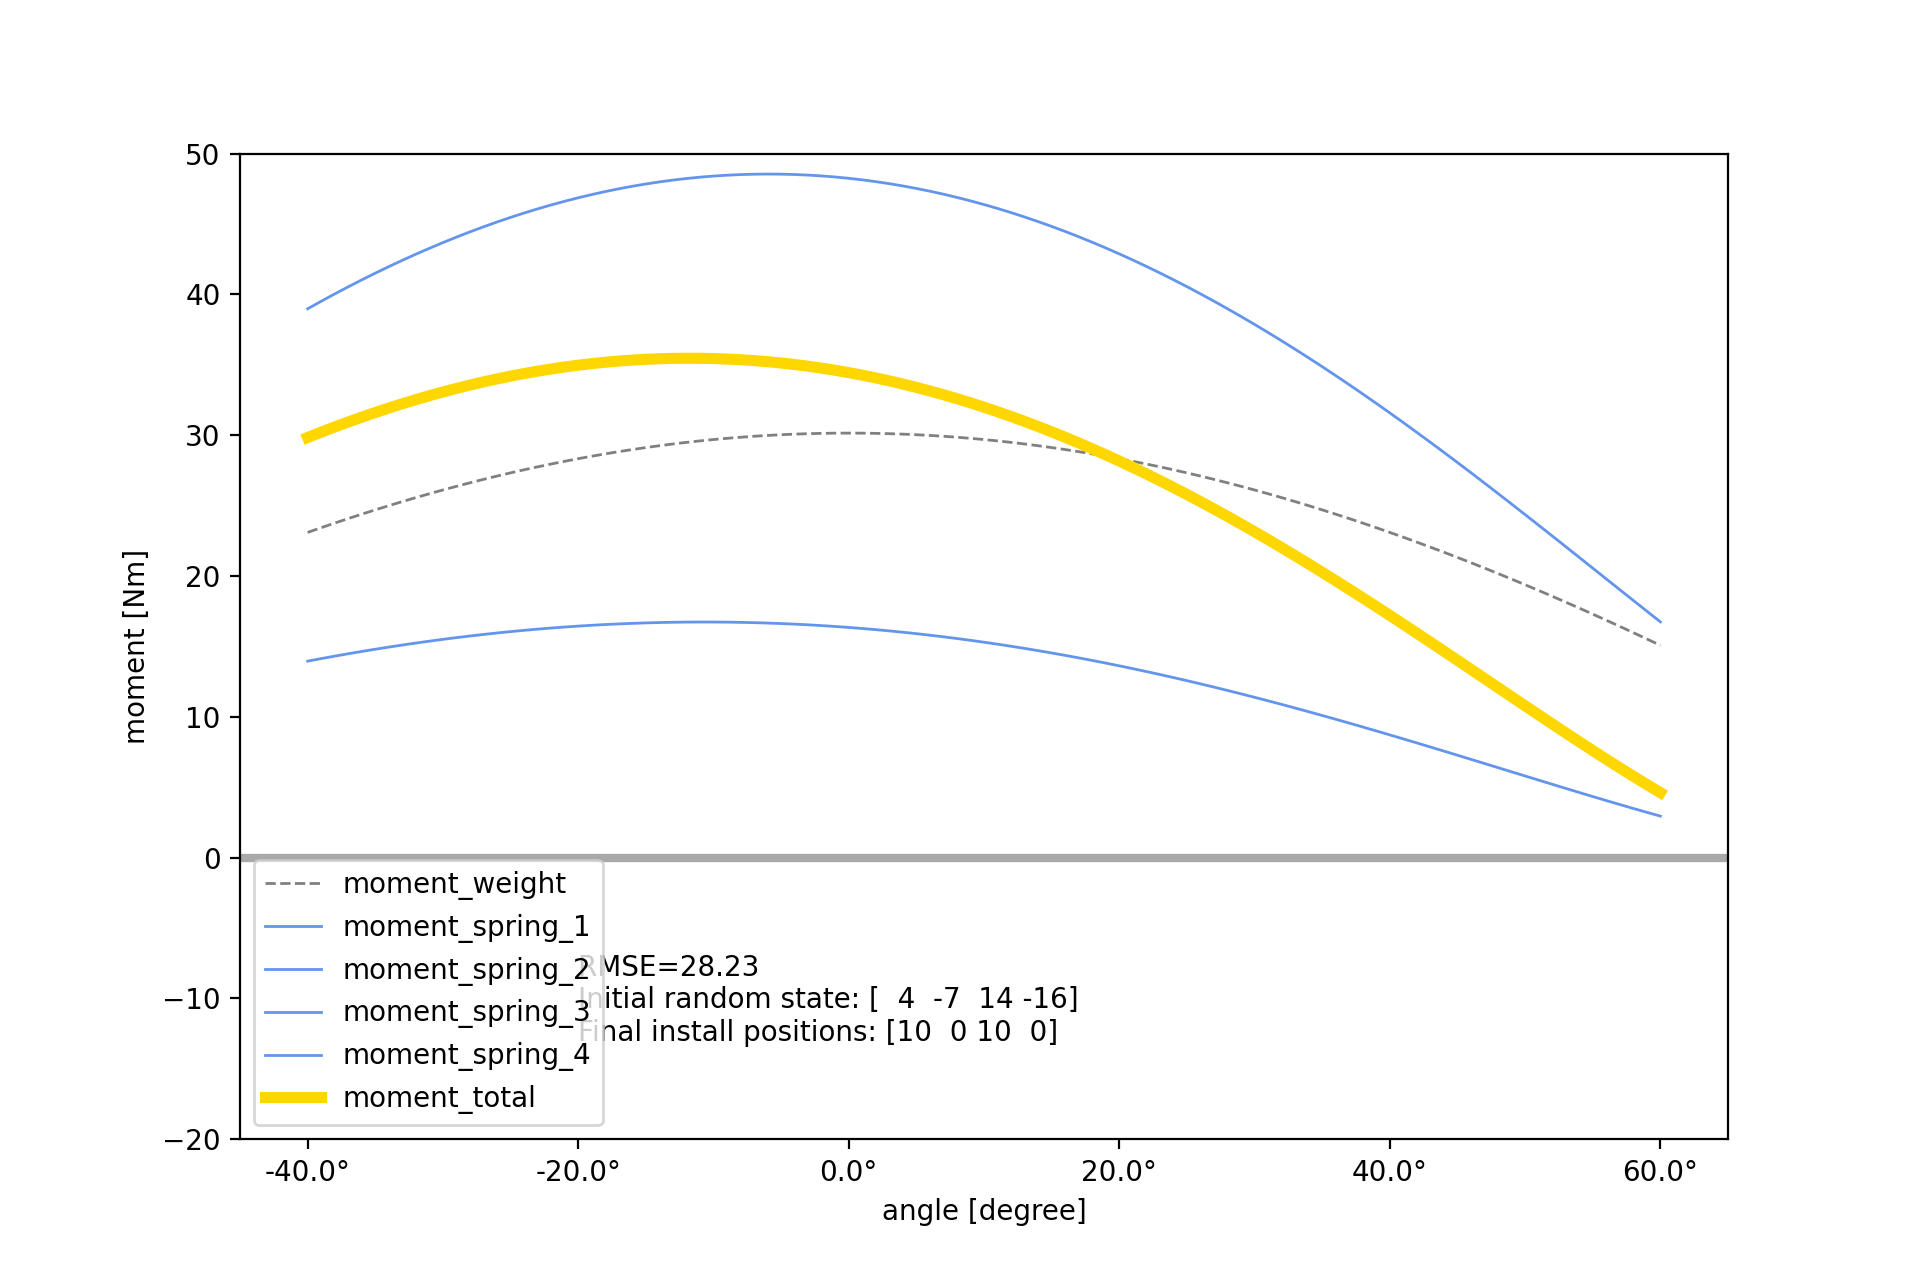 50
40
30
20
10
0
−10
−20
moment [Nm]
moment_weight
moment_spring_1
moment_spring_2
moment_spring_3
moment_spring_4
moment_total
RMSE=28.23
Initial random state: [  4  -7  14 -16]
Final install positions: [10  0 10  0]
-40.0° -20.0° 0.0° 20.0° 40.0° 60.0°
angle [degree]